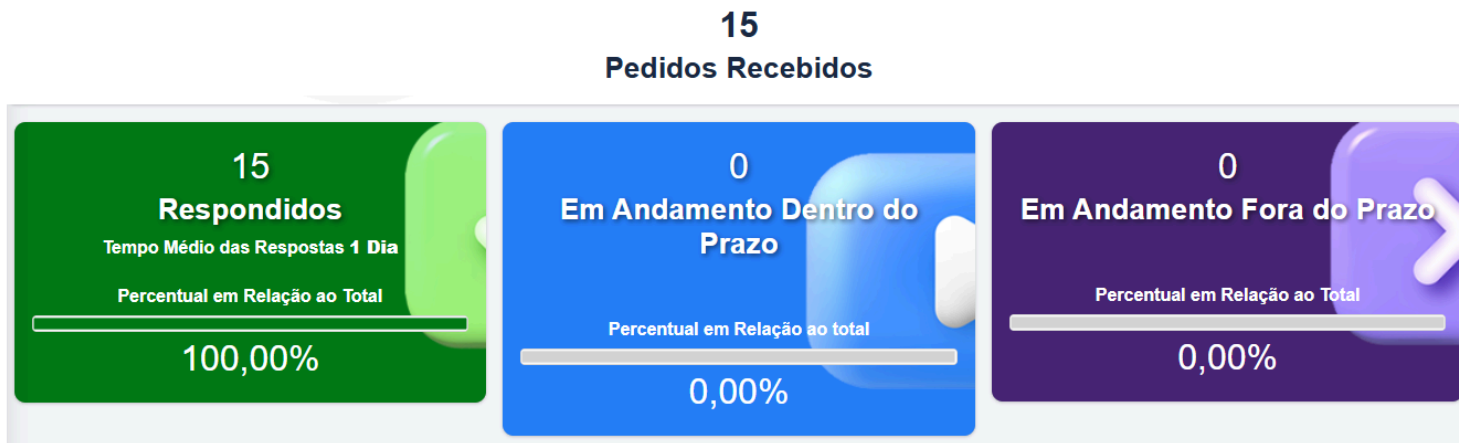 15
Pedidos Recebidos
15
Respondidos
Tempo Médio das Respostas 1 Dia
Percentual em Relação ao Total
100,00%
0
Em Andamento Dentro do
Prazo
Percentual em Relação ao total
0,00%
0
Em Andamento Fora do Prazo
Percentual em Relação ao Total
0,00%